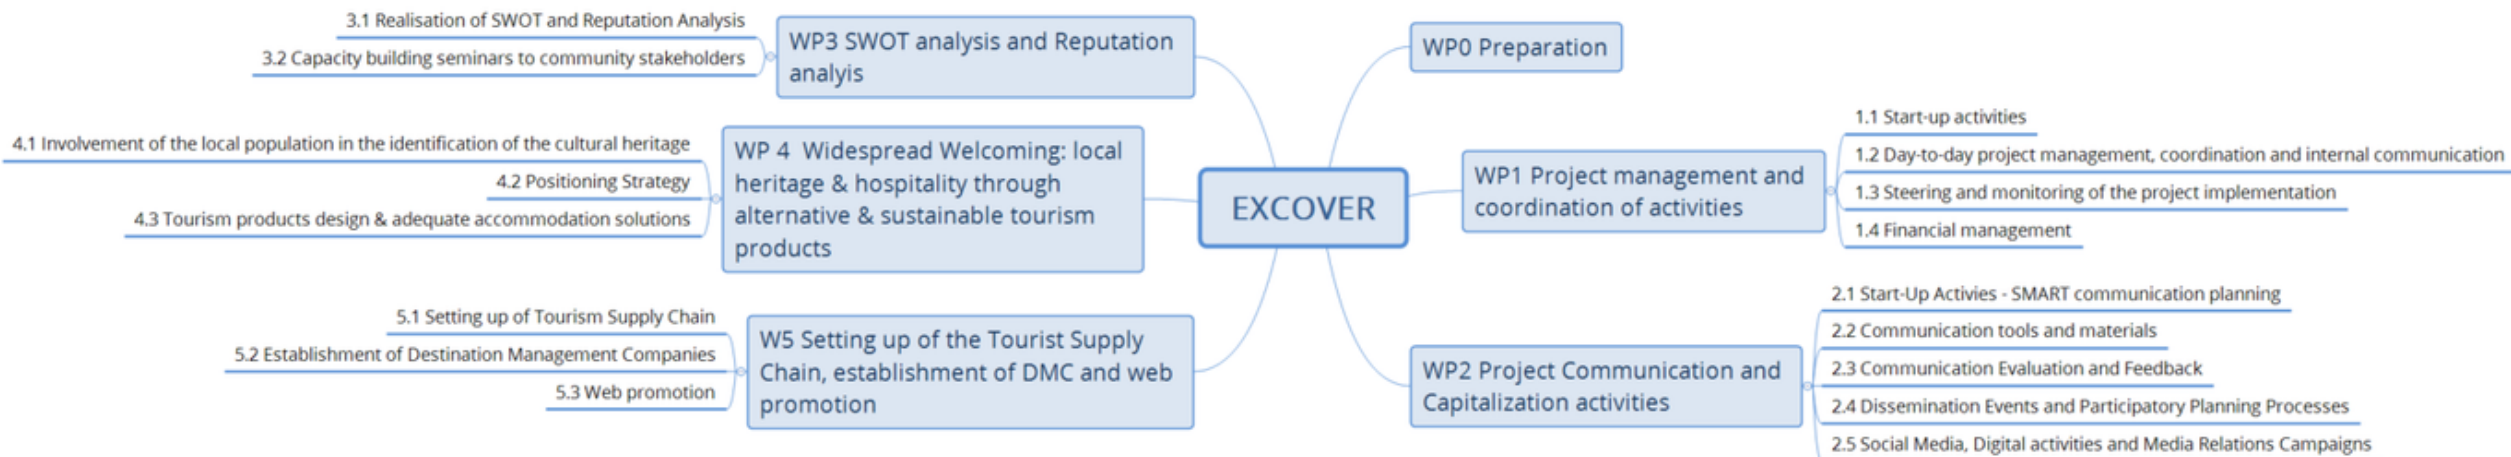 3.1 Realisation of SWOT and Reputation Analysis
3.2 Capacity building seminars to community stakeholders
WP3 SWOT analysis and Reputation
analyis
4.1 Involvement of the local population in the identification of the cultural heritage
4.2 Positioning Strategy
4.3 Tourism products design & adequate accommodation solutions
WP 4 Widespread Welcoming: local
heritage & hospitality through
alternative & sustainable tourism
products
5.1 Setting up of Tourism Supply Chain
5.2 Establishment of Destination Management Companies
5.3 Web promotion
W5 Setting up of the Tourist Supply
Chain, establishment of DMC and web
promotion
EXCOVER
WP0 Preparation
WP1 Project management and
coordination of activities
1.1 Start-up activities
1.2 Day-to-day project management, coordination and internal communication
1.3 Steering and monitoring of the project implementation
1.4 Financial management
WP2 Project Communication and
Capitalization activities
2.1 Start-Up Activies - SMART communication planning
2.2 Communication tools and materials
2.3 Communication Evaluation and Feedback
2.4 Dissemination Events and Participatory Planning Processes
2.5 Social Media, Digital activities and Media Relations Campaigns